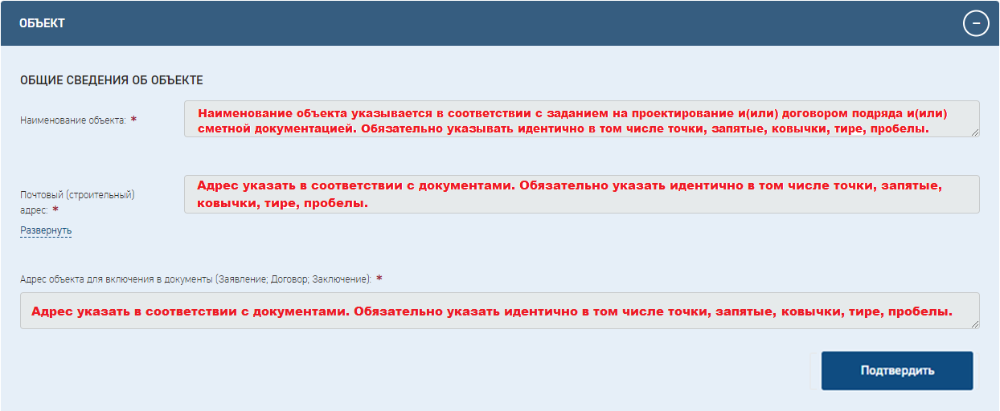 ОБЪЕКТ
ОБЩИЕ СВЕДЕНИЯ ОБ ОБЪЕКТЕ
Наименование объекта: *
Наименование объекта указывается в соответствии с заданием на проектирование и(или) договором подряда и(или)
сметной документацией. Обязательно указывать идентично в том числе точки, запятые, ковычки, тире, пробелы.
Почтовый (строительный)
адрес: *
Адрес указать в соответствии с документами. Обязательно указать идентично в том числе точки, запятые,
ковычки, тире, пробелы.
Развернуть
Адрес объекта для включения в документы (Заявление; Договор; Заключение): *
Адрес указать в соответствии с документами. Обязательно указать идентично в том числе точки, запятые, ковычки, тире, пробелы.
Подтвердить